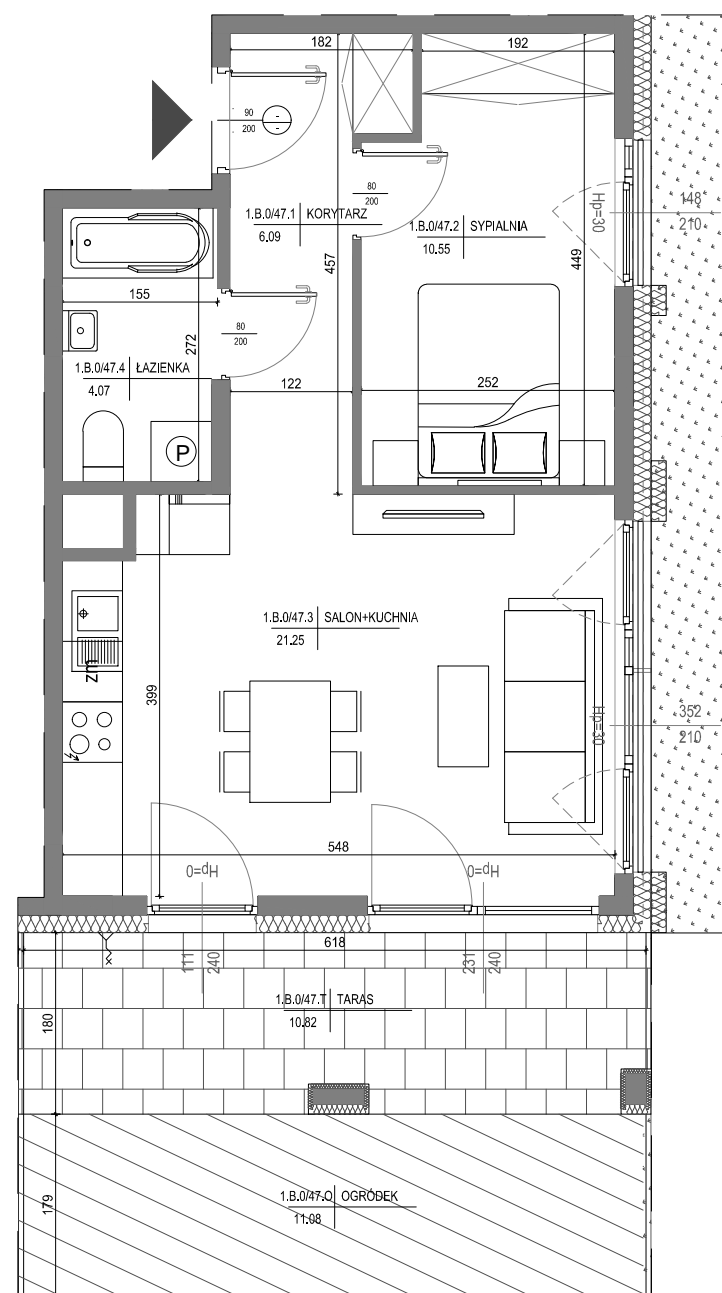 182
192
90
200
80
200
1.B.0/47.1 KORYTARZ
6.09
1.B.0/47.2 SYPIALNIA
10.55
Hp=30
148
210
457
449
155
272
80
200
1.B.0/47.4 ŁAZIENKA
4.07
122
252
P
1.B.0/47.3 SALON+KUCHNIA
21.25
zm
399
Hp=30
352
210
548
Hp=0
Hp=0
618
111
240
231
240
1.B.0/47.T TARAS
10.82
180
1.B.0/47.O OGRÓDEK
11.08
179